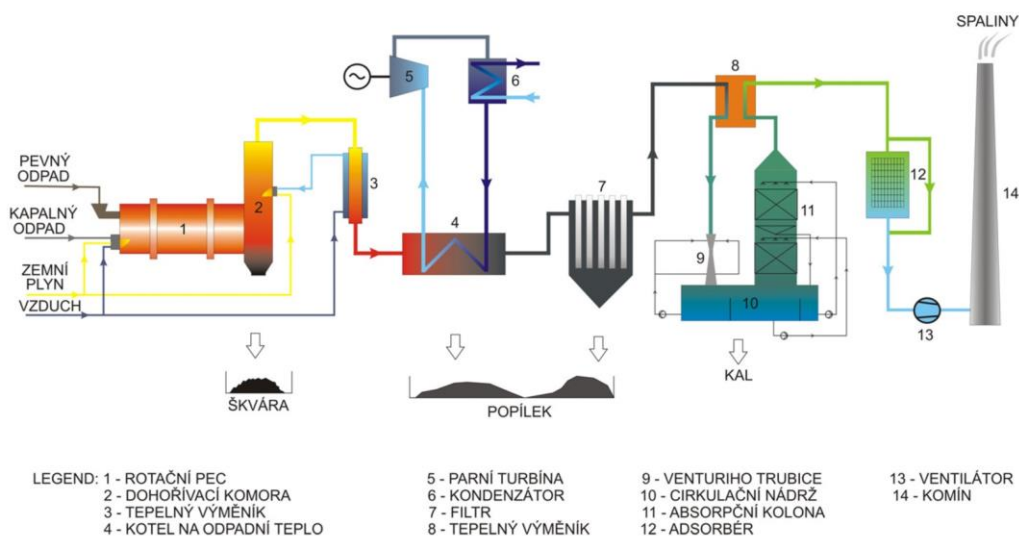 SPALINY
8
5
6
PEVNÝ
ODPAD
7
3
12
2
14
KAPALNÝ
ODPAD
1
11
4
9
ZEMNÍ
PLYN
VZDUCH
10
13
KAL
ŠKVÁRA
POPÍLEK
LEGEND: 1 - ROTAČNÍ PEC
2 - DOHOŘÍVACÍ KOMORA
3 - TEPELNÝ VÝMĚNÍK
4 - KOTEL NA ODPADNÍ TEPLO
5 - PARNÍ TURBÍNA
6 - KONDENZÁTOR
7 - FILTR
8 - TEPELNÝ VÝMĚNÍK
9 - VENTURIHO TRUBICE
10 - CIRKULAČNÍ NÁDRŽ
11 - ABSORPČNÍ KOLONA
12 - ADSORBÉR
13 - VENTILÁTOR
14 - KOMÍN